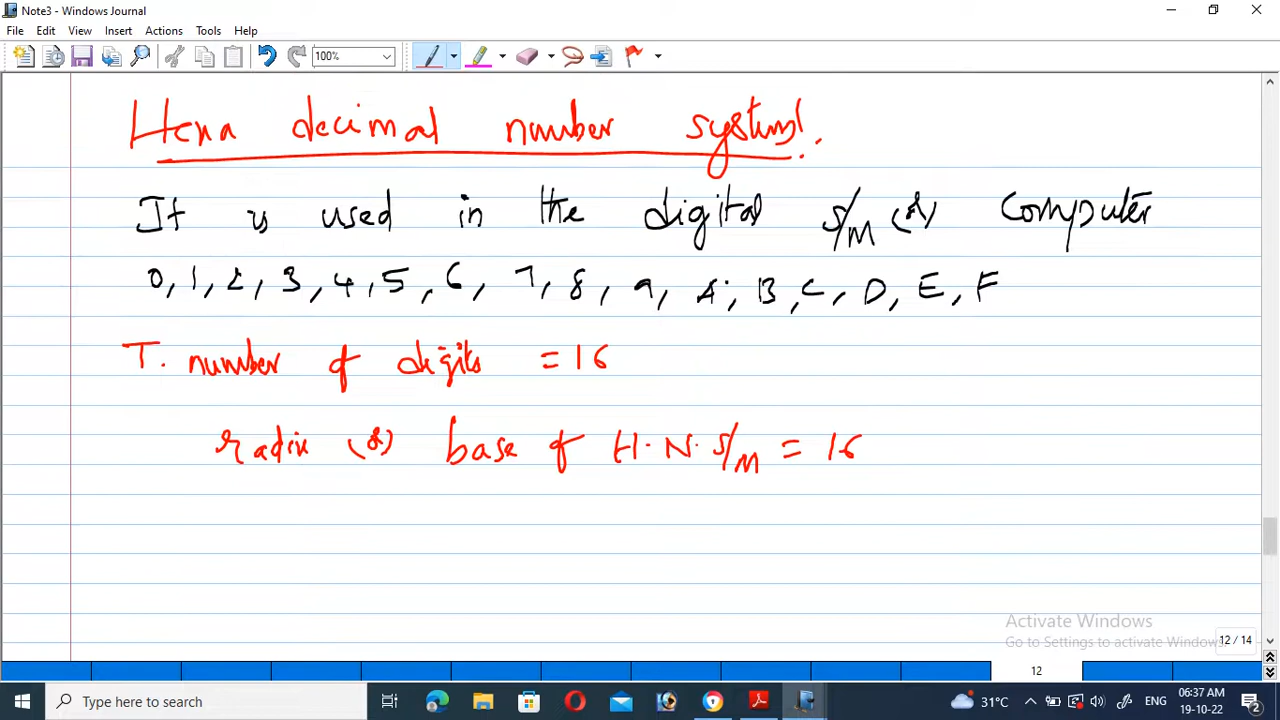 Note3 - Windows Journal
File Edit View Insert Actions Tools Help
100%
Hexa decimal number system:
It is used in the digital S/M (or) Computer
0, 1, 2, 3, 4, 5, 6, 7, 8, 9, A, B, C, D, E, F
T. number of digits = 16
radix (or) base of H.N.S/M = 16
Activate Windows
Go to Settings to activate Windows.
12 / 14
12
Type here to search
31°C
ENG
06:37 AM
19-10-22
2